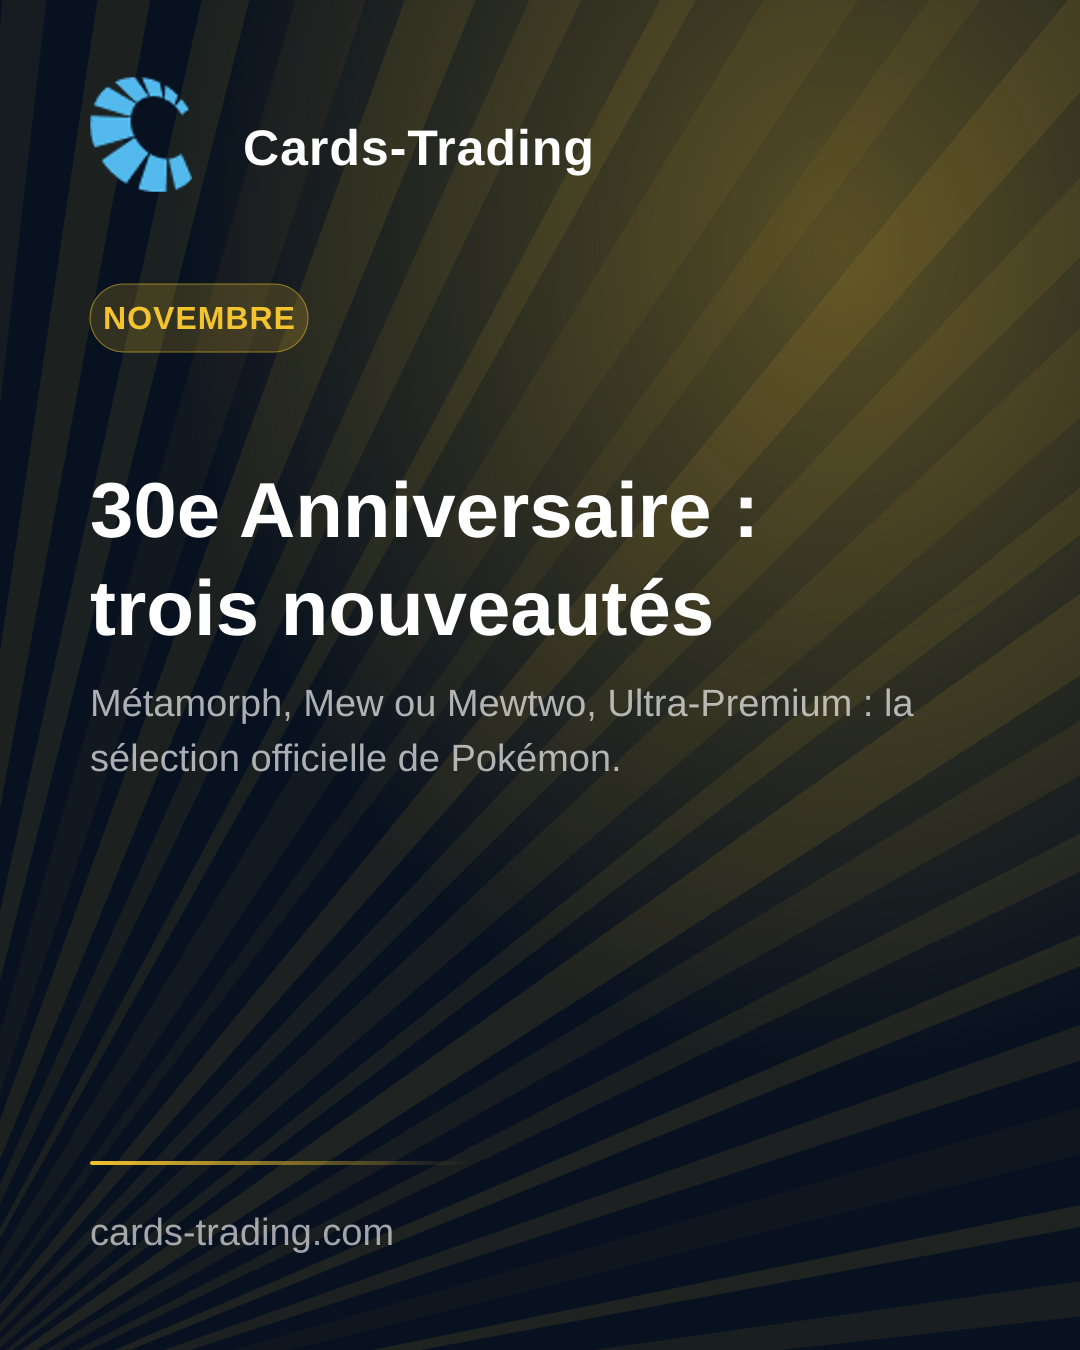 Cards-Trading
NOVEMBRE
30e Anniversaire :
trois nouveautés
Métamorph, Mew ou Mewtwo, Ultra-Premium : la
sélection officielle de Pokémon.
cards-trading.com